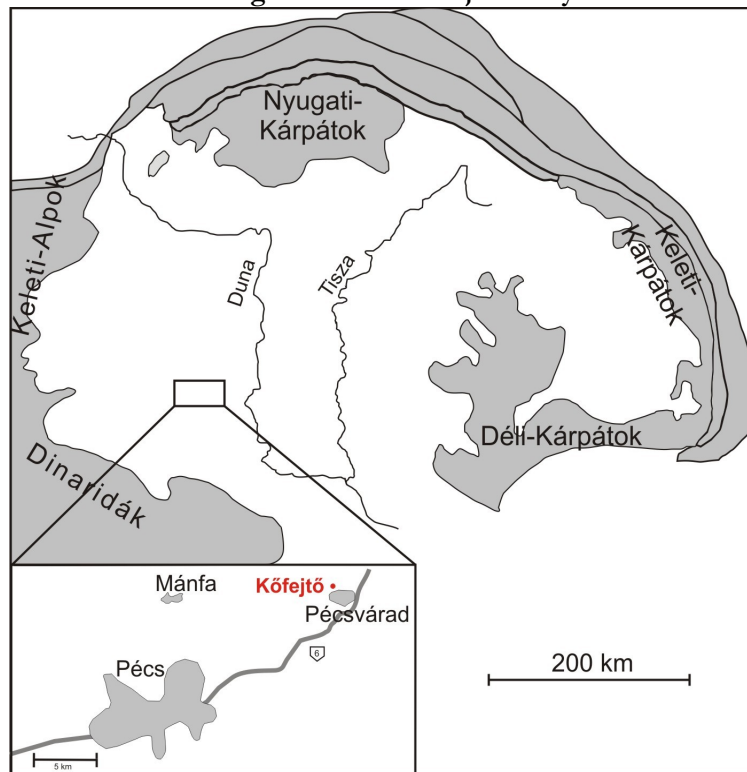 Nyugati-
Kárpátok
Keleti-Alpok
Duna
Tisza
Keleti-
Kárpátok
Déli-Kárpátok
Dinaridák
Mánfa
Kőfejtő
Pécsvárad
6
Pécs
5 km
200 km